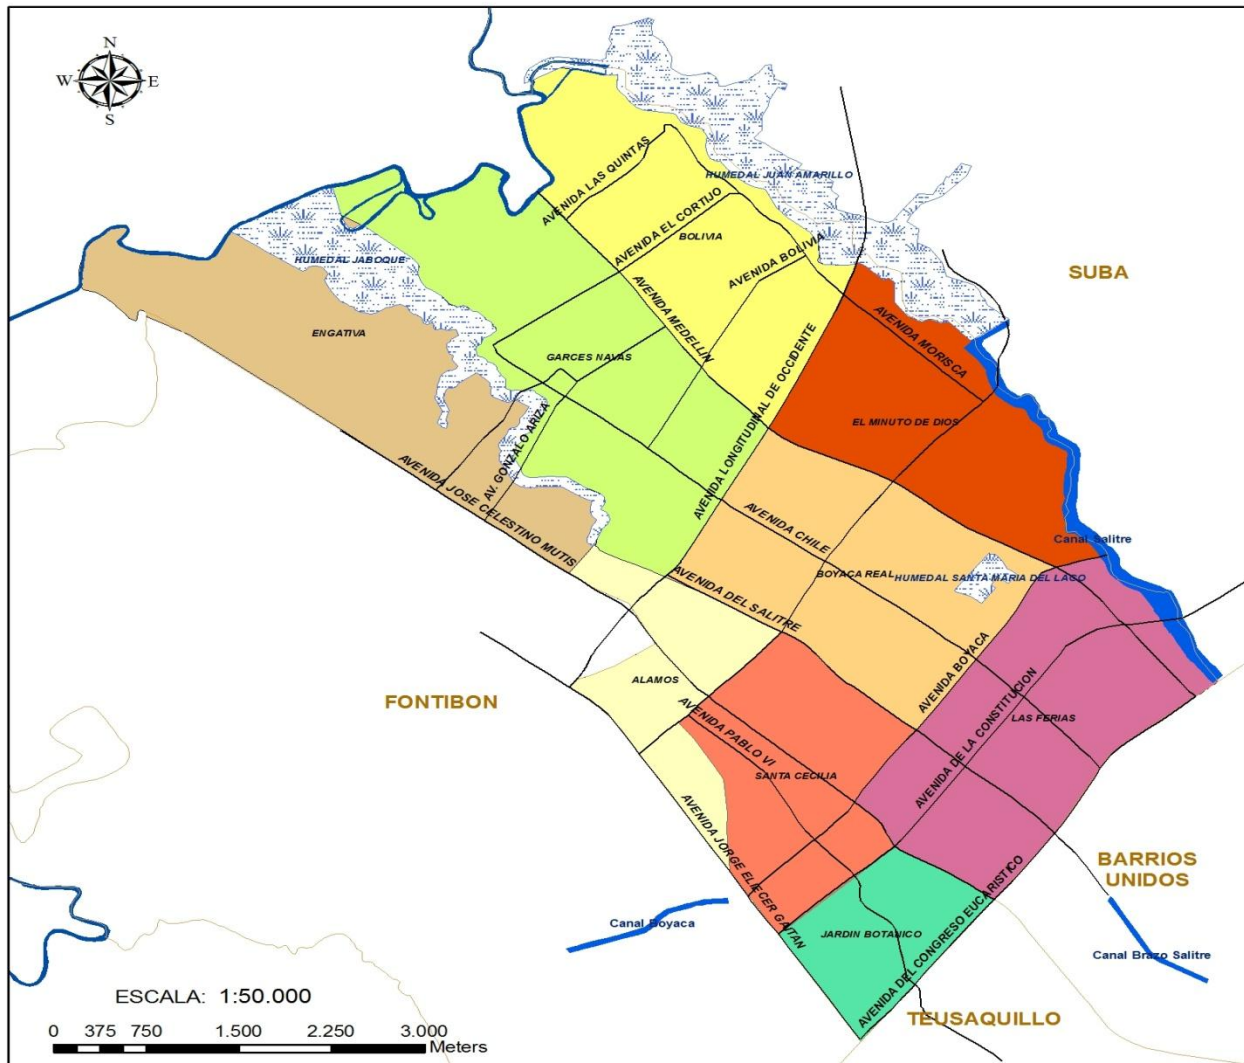 N
W E
S
AVENIDA LAS QUINTAS
HUMEDAL JUAN AMARILLO
AVENIDA EL CORTIJO
BOLIVIA
AVENIDA BOLIVIA
HUMEDAL JABOQUE
SUBA
AVENIDA MEDELLIN
ENGATIVA
AVENIDA MORISCA
GARCES NAVAS
AVENIDA LONGITUDINAL DE OCCIDENTE
EL MINUTO DE DIOS
AV. GONZALO ARIZA
AVENIDA JOSE CELESTINO MUTIS
AVENIDA CHILE
Canal Salitre
BOYACA REAL
HUMEDAL SANTA MARIA DEL LAGO
AVENIDA DEL SALITRE
AVENIDA BOYACA
ALAMOS
FONTIBON
AVENIDA DE LA CONSTITUCION
LAS FERIAS
AVENIDA PABLO VI
SANTA CECILIA
AVENIDA JORGE ELIECER GAITAN
BARRIOS
UNIDOS
AVENIDA DEL CONGRESO EUCARISTICO
Canal Boyaca
JARDIN BOTANICO
Canal Brazo Salitre
ESCALA: 1:50.000
TEUSAQUILLO
0 375 750 1.500 2.250 3.000
Meters